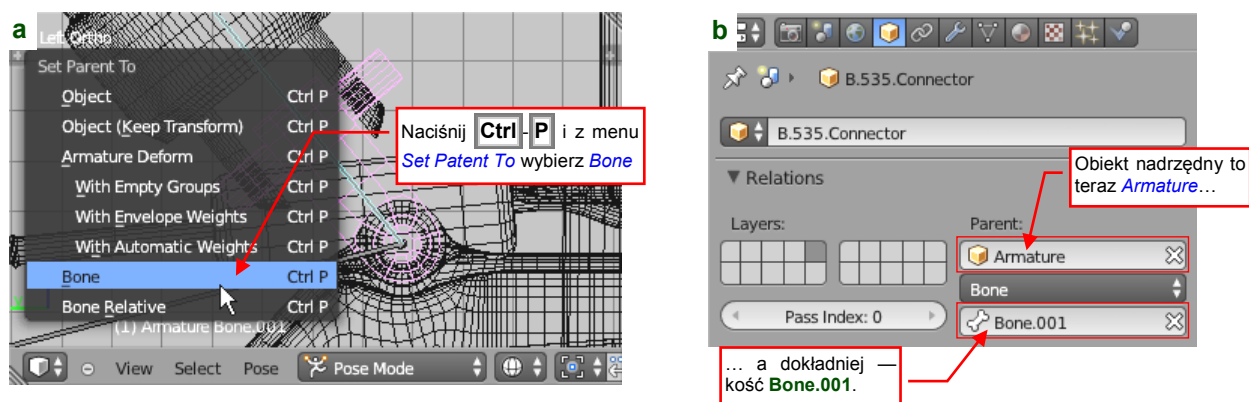 a
Left Ortho
Set Parent To
Object Ctrl P
Object (Keep Transform) Ctrl P
Armature Deform Ctrl P
With Empty Groups Ctrl P
With Envelope Weights Ctrl P
With Automatic Weights Ctrl P
Bone Ctrl P
Bone Relative Ctrl P
(1) Armature Bone.001
View Select Pose Pose Mode
Naciśnij Ctrl - P i z menu
Set Patent To wybierz Bone
b
B.535.Connector
B.535.Connector
Relations
Obiekt nadrzędny to
teraz Armature…
Layers: Parent:
Armature
Bone
Pass Index: 0 Bone.001
… a dokładniej —
kość Bone.001.